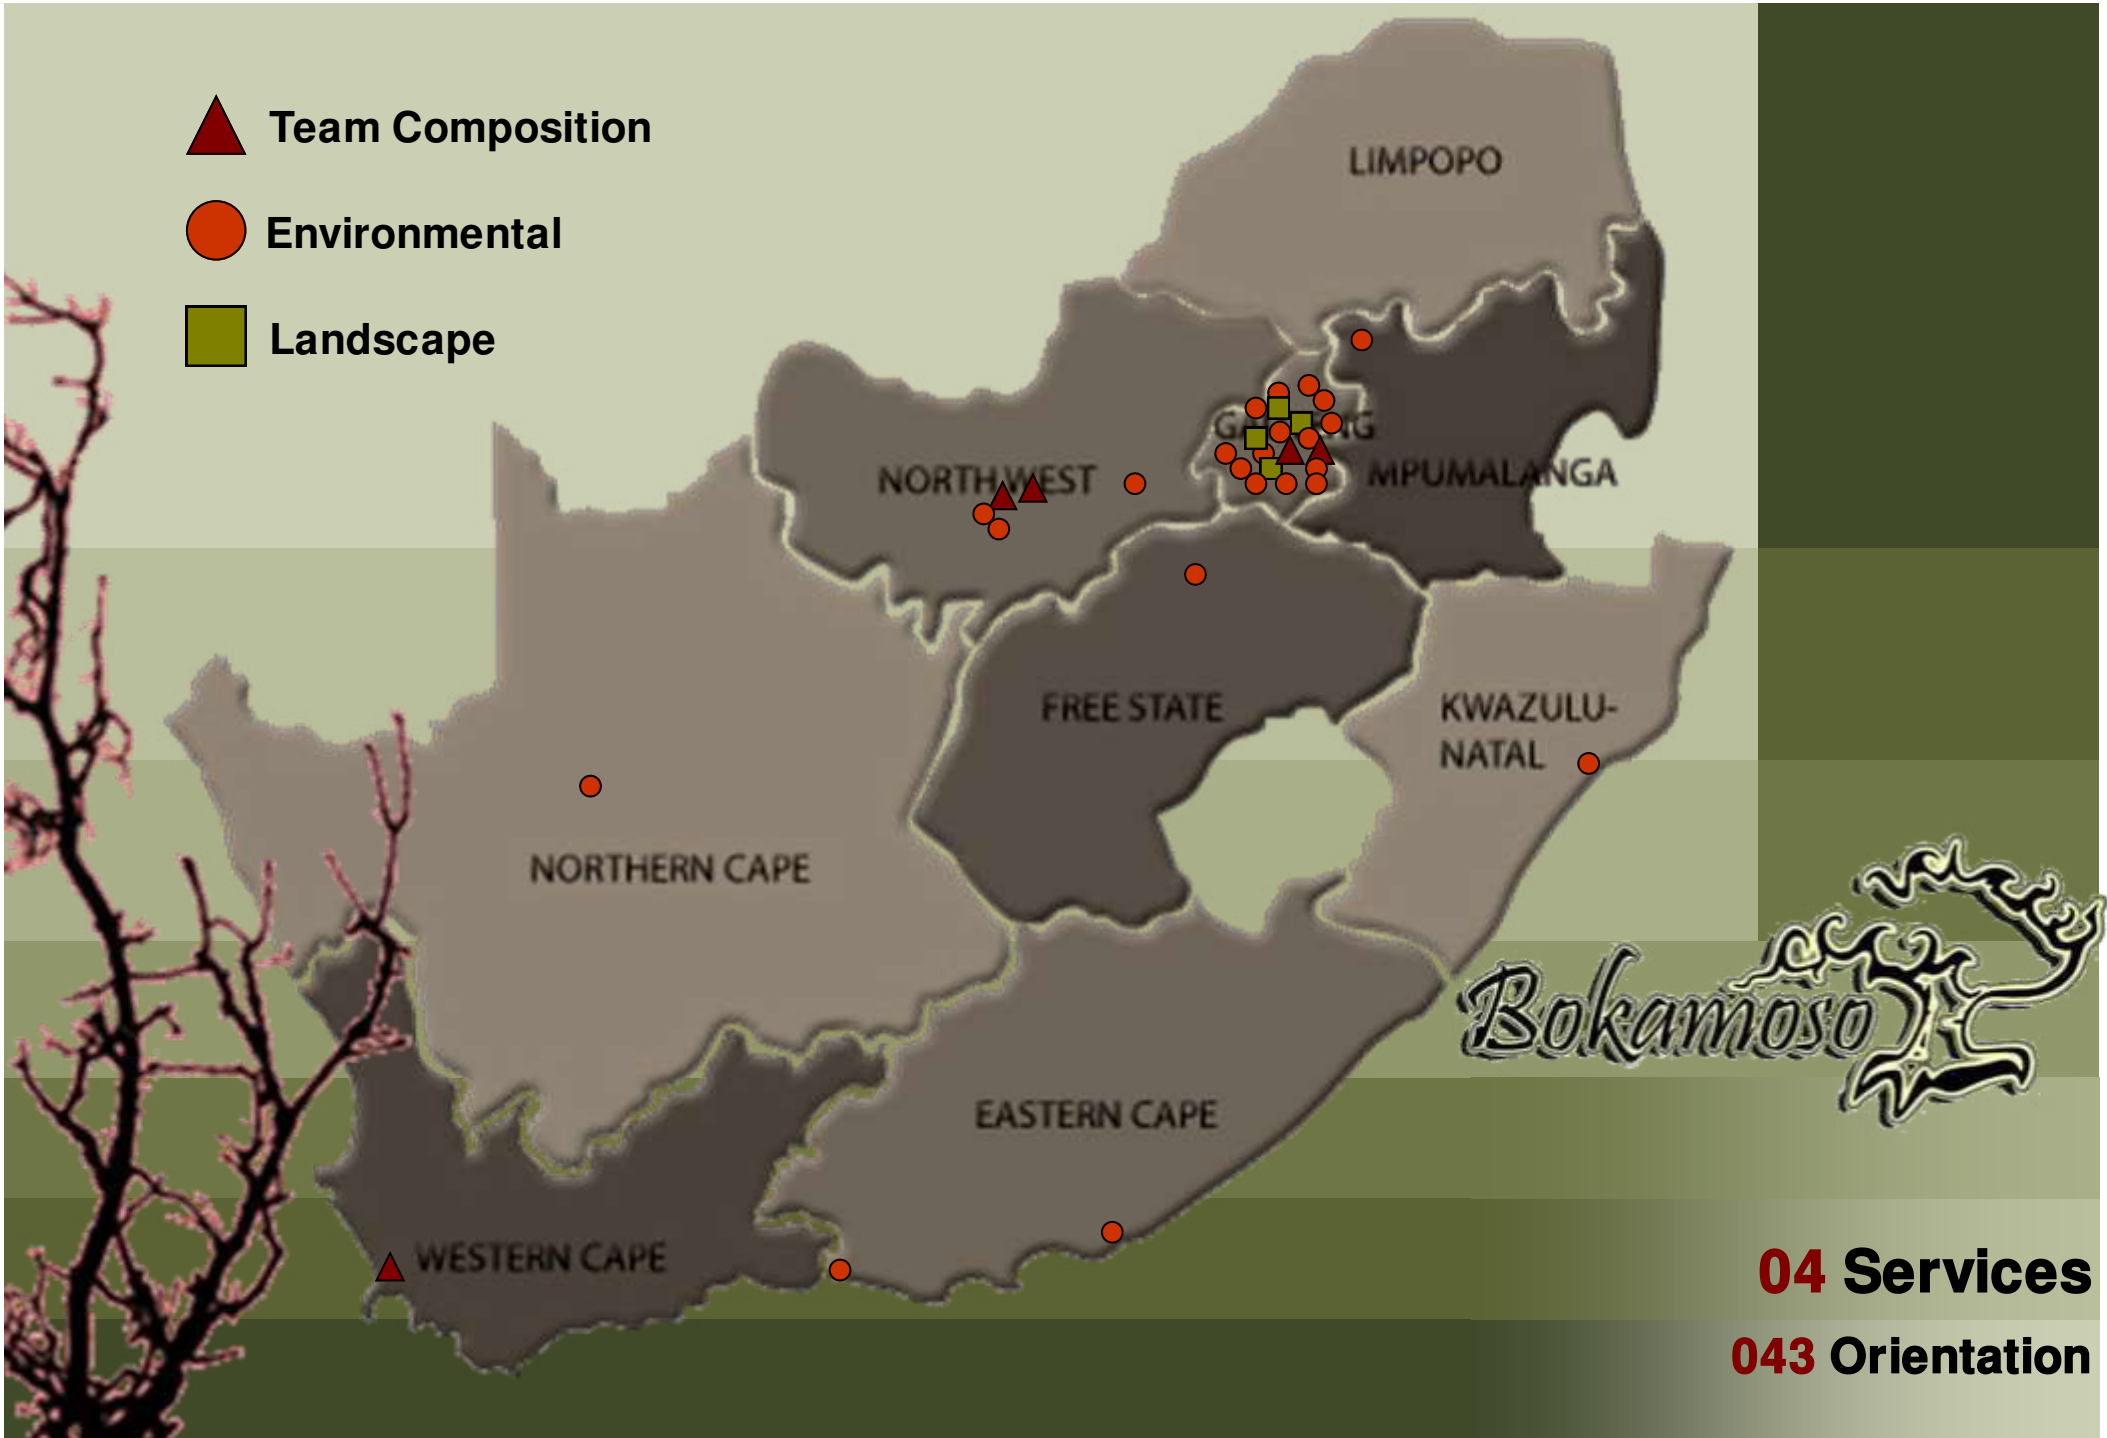 Team Composition
Environmental
Landscape
LIMPOPO
GAUTENG
NORTH WEST
MPUMALANGA
FREE STATE
KWAZULU-
NATAL
NORTHERN CAPE
Bokamoso
EASTERN CAPE
WESTERN CAPE
04 Services
043 Orientation